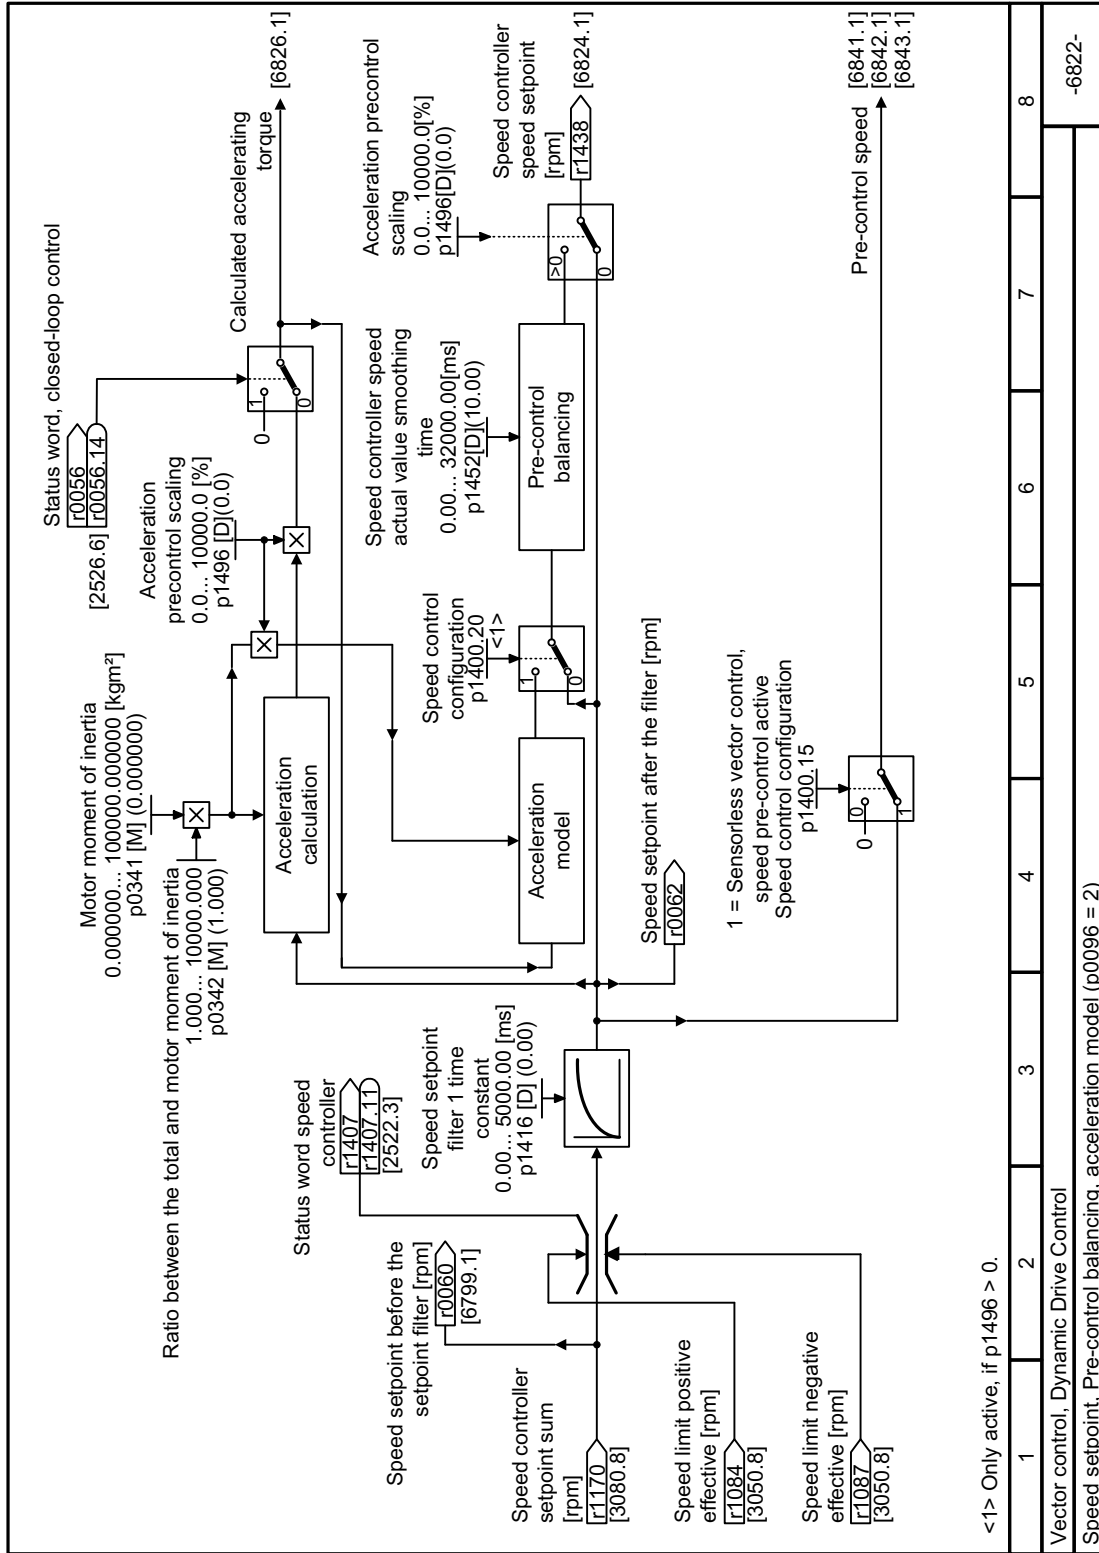 Ratio between the total and motor moment of inertia
1.000... 10000.000
p0342 [M] (1.000)
Motor moment of inertia
0.000000... 100000.000000 [kgm²]
p0341 [M] (0.000000)
Status word, closed-loop control
r0056
r0056.14
[2526.6]
Acceleration
precontrol scaling
0.0... 10000.0 [%]
p1496 [D](0.0)
Calculated accelerating
torque
[6826.1]
1
0
0
Acceleration
calculation
Status word speed
controller
r1407
r1407.11
[2522.3]
Speed setpoint before the
setpoint filter [rpm]
r0060
[6799.1]
Speed setpoint
filter 1 time
constant
0.00... 5000.00 [ms]
p1416 [D] (0.00)
Speed control
configuration
p1400.20
<1>
1
0
Acceleration
model
Speed controller speed
actual value smoothing
time
0.00... 32000.00[ms]
p1452[D](10.00)
Pre-control
balancing
Acceleration precontrol
scaling
0.0... 10000.0[%]
p1496[D](0.0)
>0
0
Speed controller
speed setpoint
[rpm]
r1438
[6824.1]
Speed controller
setpoint sum
[rpm]
r1170
[3080.8]
Speed setpoint after the filter [rpm]
r0062
Speed limit positive
effective [rpm]
r1084
[3050.8]
Speed limit negative
effective [rpm]
r1087
[3050.8]
1 = Sensorless vector control,
speed pre-control active
Speed control configuration
p1400.15
0
0
1
Pre-control speed
[6841.1]
[6842.1]
[6843.1]
<1> Only active, if p1496 > 0.
1
2
3
4
5
6
7
8
Vector control, Dynamic Drive Control
-6822-
Speed setpoint, Pre-control balancing, acceleration model (p0096 = 2)